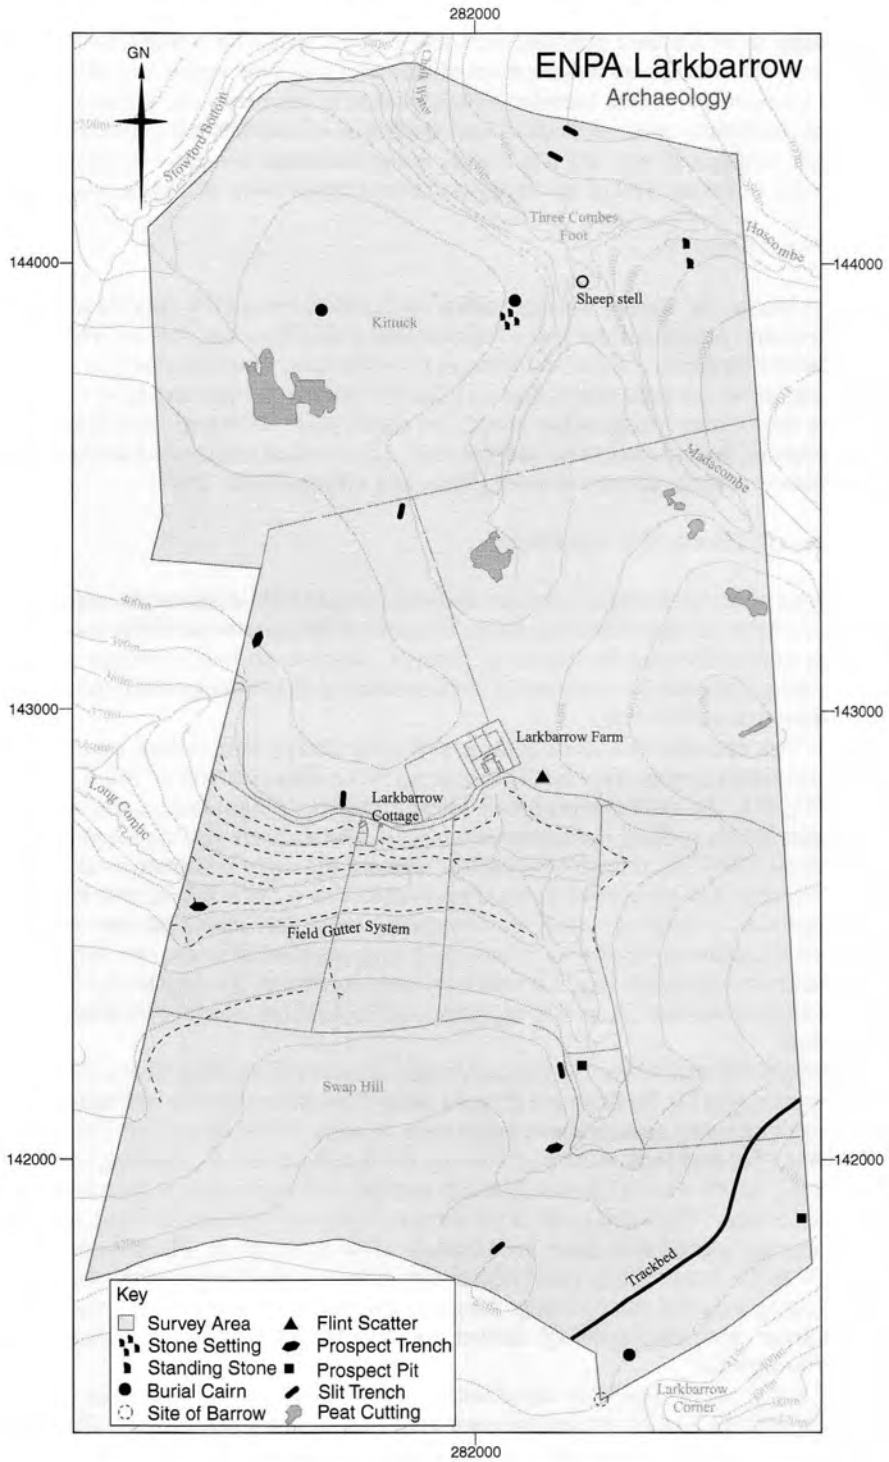 282000
GN
ENPA Larkbarrow
Archaeology
Chalk Water
Stowford Bottom
Three Combes
Foot
Hoscombe
144000
144000
Sheep stell
Kittuck
Madacombe
400m
390m
143000
143000
Larkbarrow Farm
Long Combe
Larkbarrow
Cottage
Field Gutter System
Swap Hill
142000
142000
Trackbed
Key
Survey Area
Stone Setting
Standing Stone
Burial Cairn
Site of Barrow
Flint Scatter
Prospect Trench
Prospect Pit
Slit Trench
Peat Cutting
Larkbarrow
Corner
282000